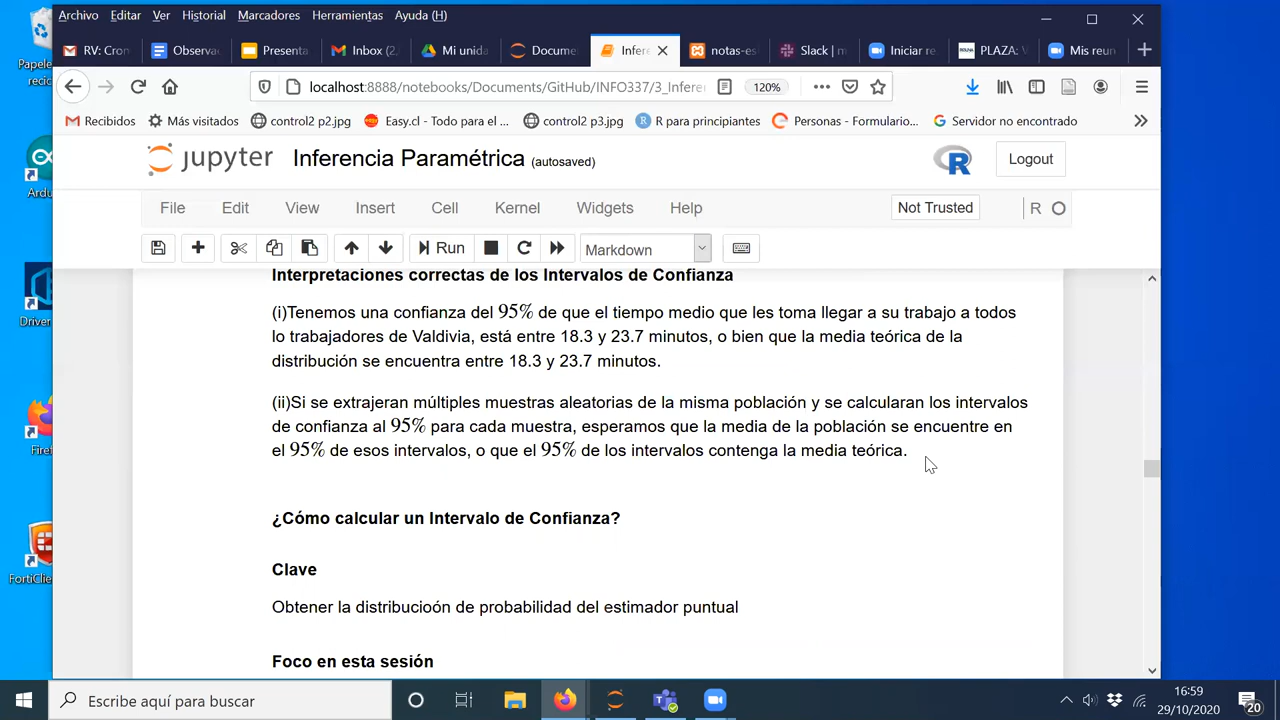 Archivo Editar Ver Historial Marcadores Herramientas Ayuda (H)
RV: Cron Observac Presenta Inbox (2, Mi unida Docume Infere notas-es Slack | m Iniciar re PLAZA: V Mis reun
localhost:8888/notebooks/Documents/GitHub/INFO337/3_Infere 120%
Recibidos Más visitados control2 p2.jpg Easy.cl - Todo para el ... control2 p3.jpg R para principiantes Personas - Formulario... Servidor no encontrado
jupyter Inferencia Paramétrica (autosaved) R Logout
File Edit View Insert Cell Kernel Widgets Help Not Trusted R
Run Markdown
Interpretaciones correctas de los Intervalos de Confianza
(i)Tenemos una confianza del 95% de que el tiempo medio que les toma llegar a su trabajo a todos
lo trabajadores de Valdivia, está entre 18.3 y 23.7 minutos, o bien que la media teórica de la
distribución se encuentra entre 18.3 y 23.7 minutos.
(ii)Si se extrajeran múltiples muestras aleatorias de la misma población y se calcularan los intervalos
de confianza al 95% para cada muestra, esperamos que la media de la población se encuentre en
el 95% de esos intervalos, o que el 95% de los intervalos contenga la media teórica.
¿Cómo calcular un Intervalo de Confianza?
Clave
Obtener la distribucioón de probabilidad del estimador puntual
Foco en esta sesión
Papele
recic
Ardu
Driver
Firef
FortiClie
Escribe aquí para buscar
16:59
29/10/2020
20